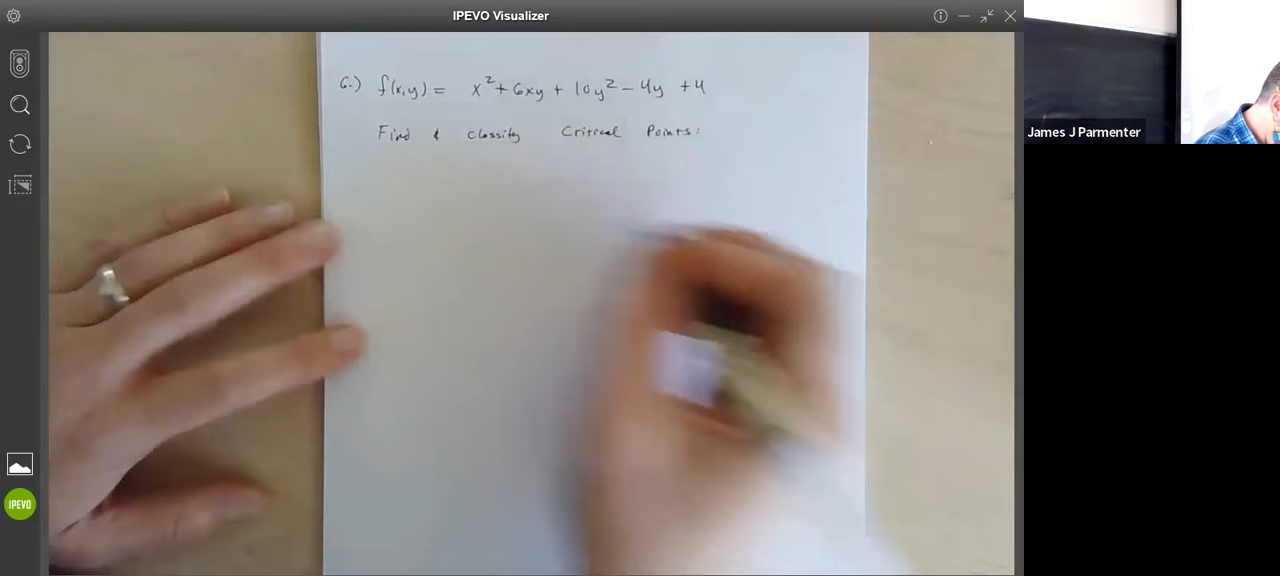 IPEVO Visualizer
6.) f(x,y) = x²+6xy + 10y² - 4y +4
Find & Classify Critical Points:
James J Parmenter
IPEVO